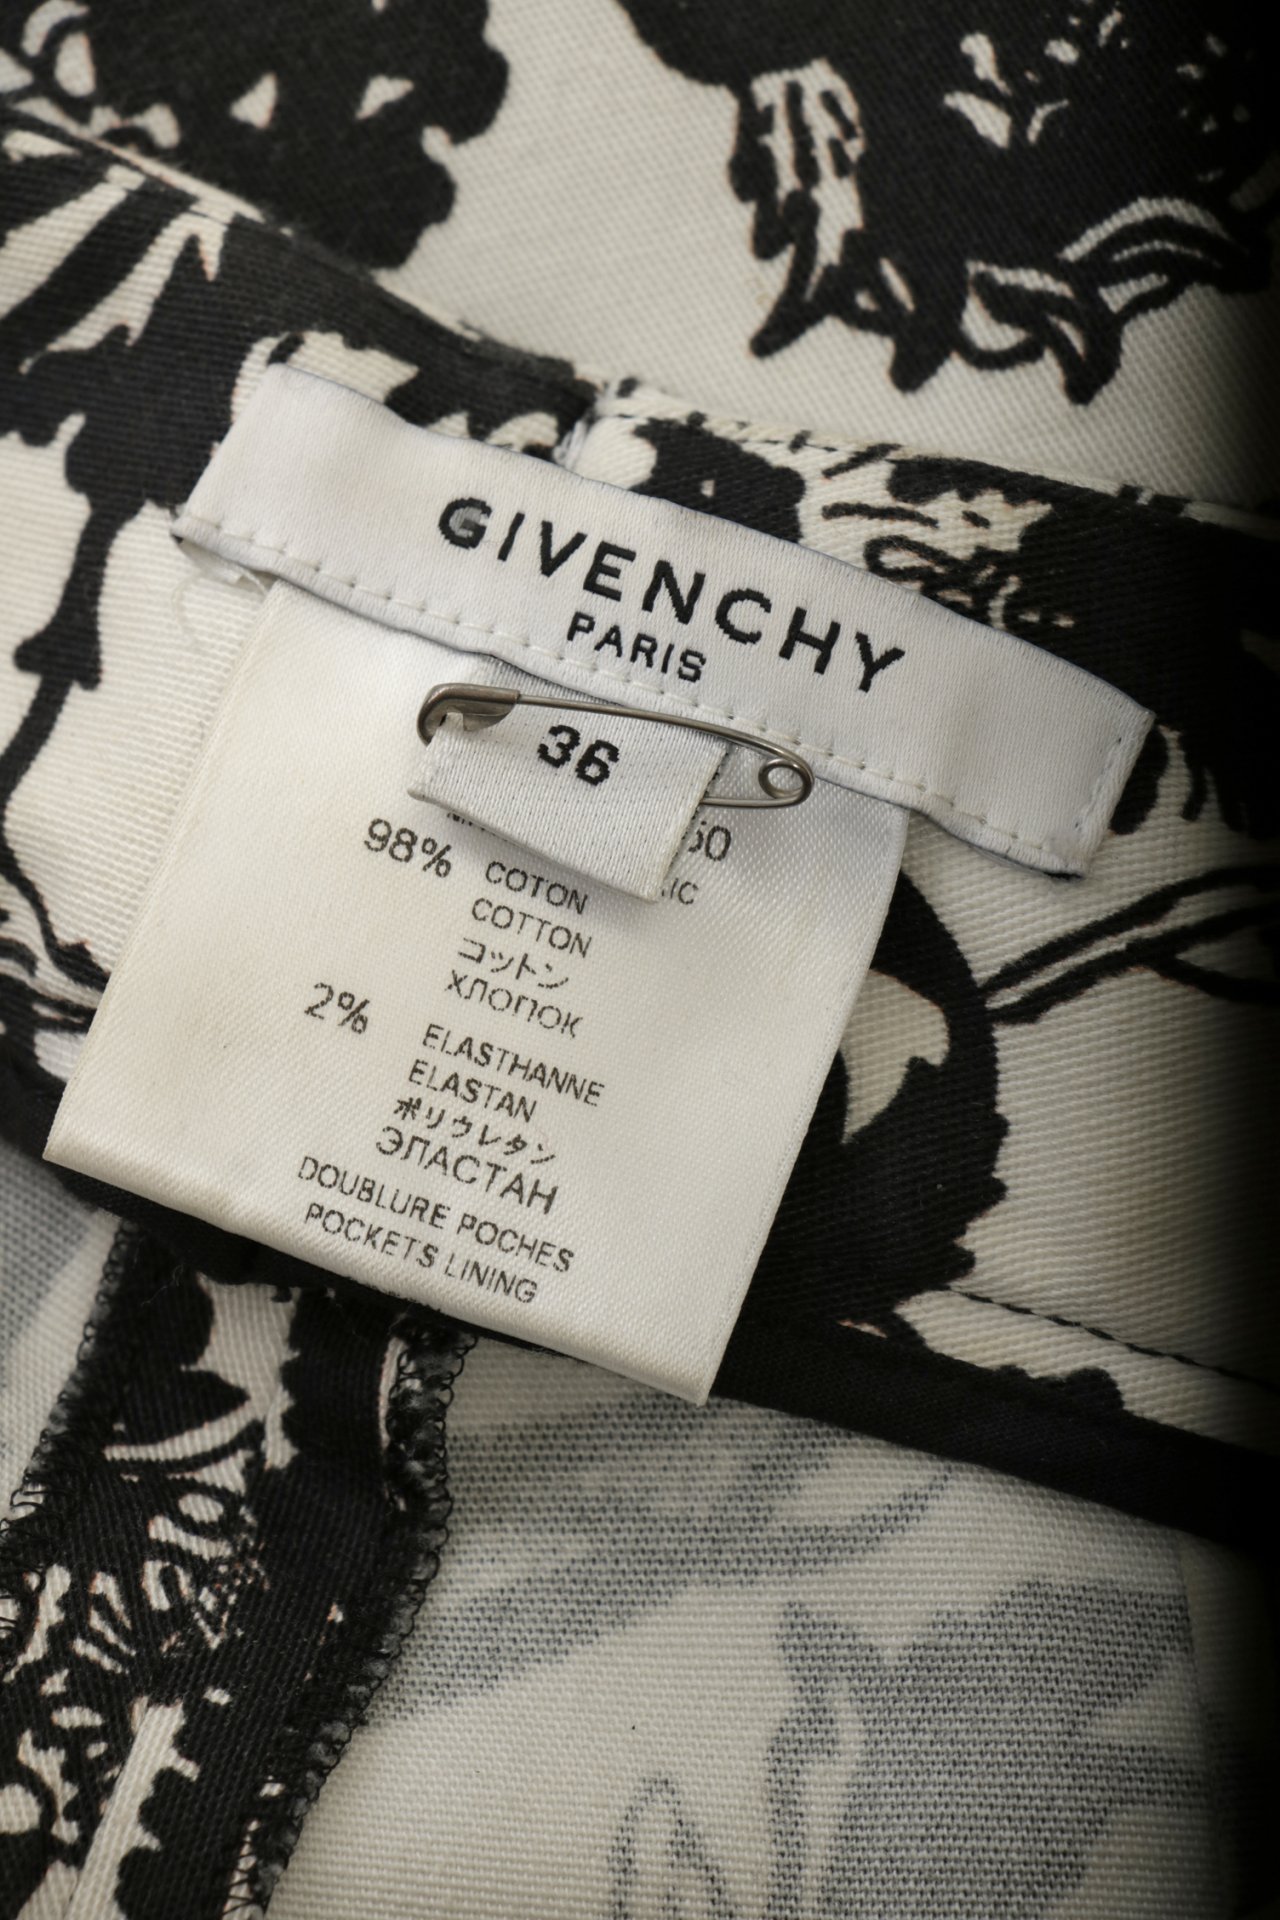 GIVENCHY
PARIS
36
98%
COTON
COTTON
コットン
ХЛОПОК
2%
ELASTHANNE
ELASTAN
ポリウレタン
ЭЛАСТАН
DOUBLURE POCHES
POCKETS LINING